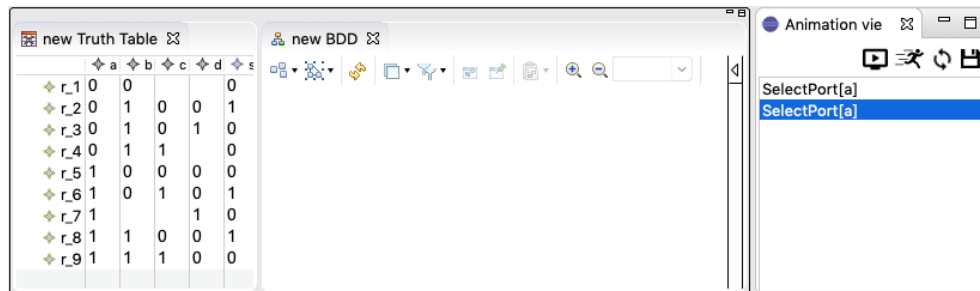 new Truth Table
a b c d s
r_1 0 0 0
r_2 0 1 0 0 1
r_3 0 1 0 1 0
r_4 0 1 1 0
r_5 1 0 0 0 0
r_6 1 0 1 0 1
r_7 1 1 0
r_8 1 1 0 0 1
r_9 1 1 1 0 0
new BDD
Animation vie
SelectPort[a]
SelectPort[a]